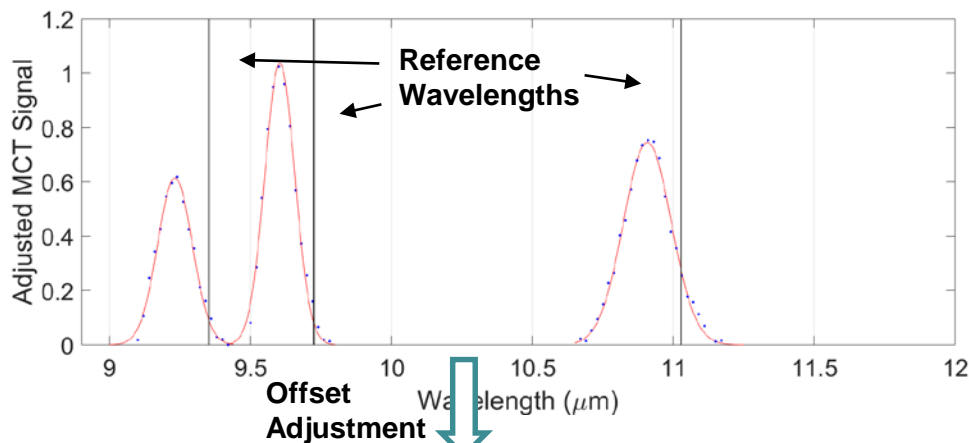 1.2
1
0.8
0.6
0.4
0.2
0
Adjusted MCT Signal
Reference
Wavelengths
9
9.5
10
10.5
11
11.5
12
Wavelength (μm)
Offset
Adjustment